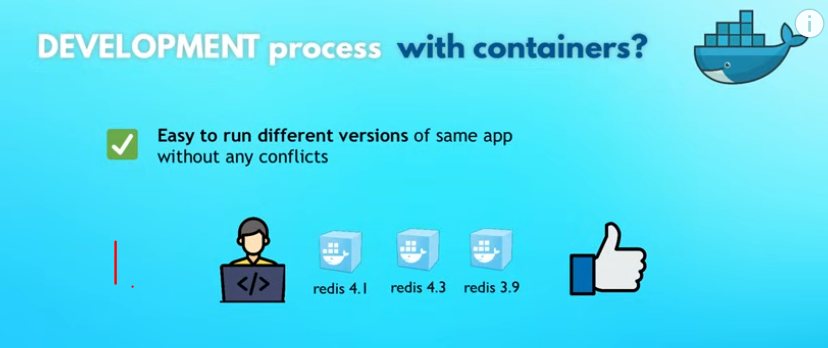 DEVELOPMENT process with containers?
i
Easy to run different versions of same app
without any conflicts
</>
redis 4.1 redis 4.3 redis 3.9